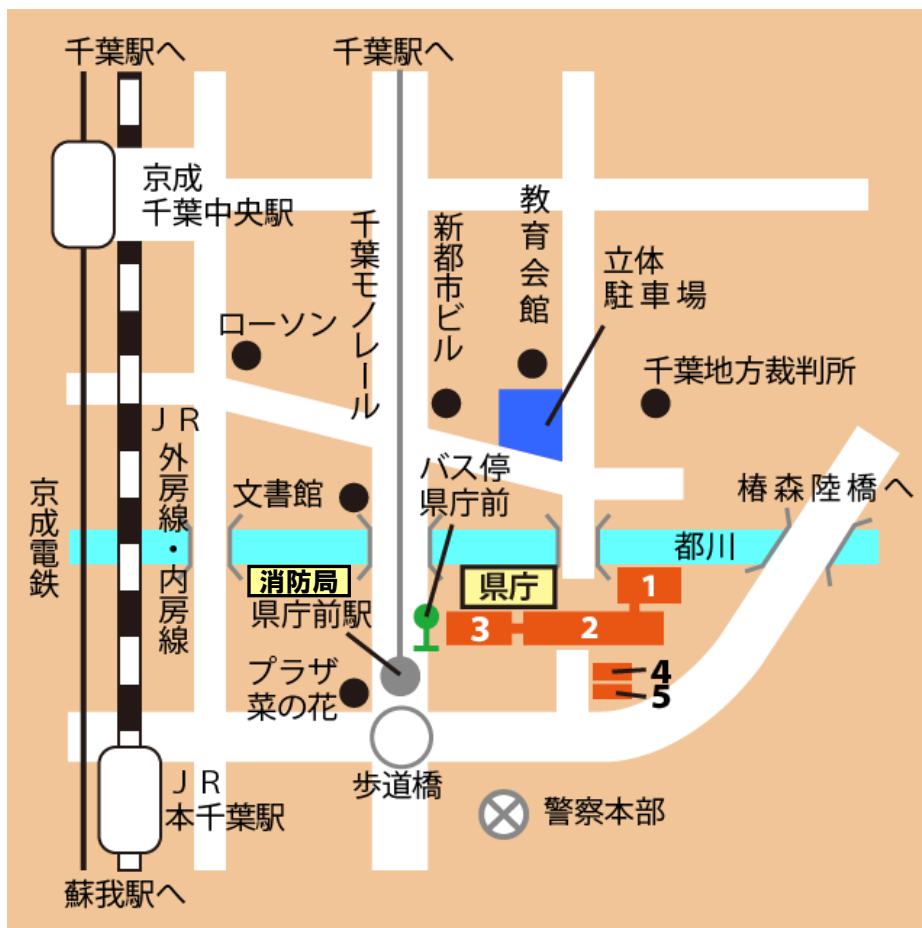 千葉駅へ
千葉駅へ
京成
千葉中央駅
千葉モノレール
新都市ビル
教育会館
立体
駐車場
ローソン
千葉地方裁判所
ＪＲ
外房線・内房線
京成電鉄
文書館
バス停
県庁前
椿森陸橋へ
都川
消防局
県庁
県庁前駅
1
2
3
4
5
プラザ
菜の花
歩道橋
ＪＲ
本千葉駅
警察本部
蘇我駅へ